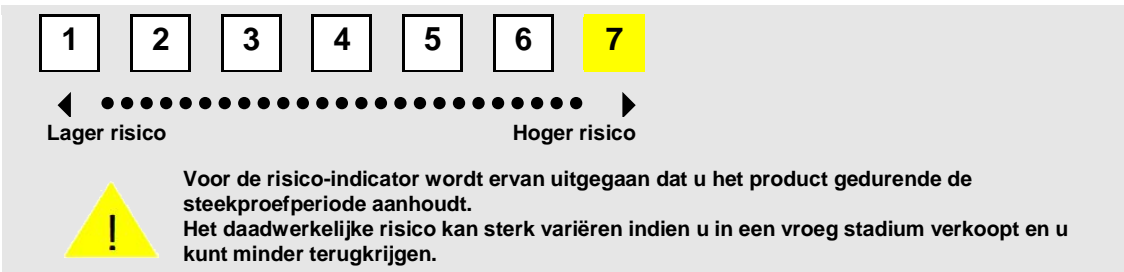 1 2 3 4 5 6 7
Lager risico Hoger risico
!
Voor de risico-indicator wordt ervan uitgegaan dat u het product gedurende de
steekproefperiode aanhoudt.
Het daadwerkelijke risico kan sterk variëren indien u in een vroeg stadium verkoopt en u
kunt minder terugkrijgen.